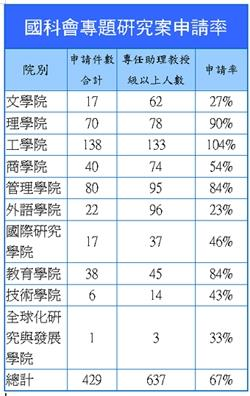 國科會專題研究案申請率
院別 申請件數 專任助理教授 申請率
合計 級以上人數
文學院 17 62 27%
理學院 70 78 90%
工學院 138 133 104%
商學院 40 74 54%
管理學院 80 95 84%
外語學院 22 96 23%
國際研究 17 37 46%
學院
教育學院 38 45 84%
技術學院 6 14 43%
全球化研 1 3 33%
究與發展
學院
總計 429 637 67%